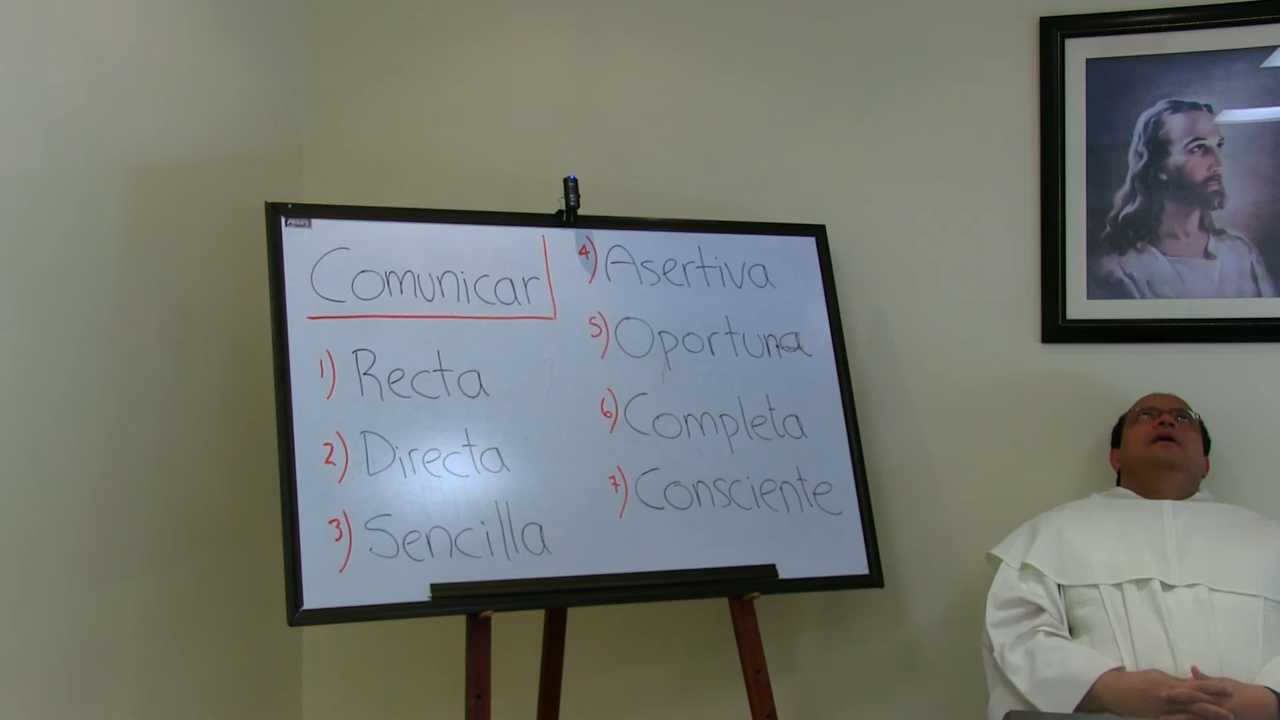 Comunicar
1) Recta
2) Directa
3) Sencilla
4) Asertiva
5) Oportuna
6) Completa
7) Consciente